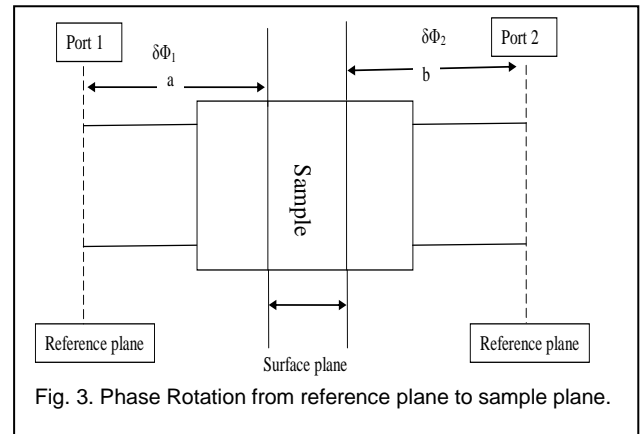 Port 1
δΦ1
a
δΦ2
b
Port 2
Sample
Reference plane
Surface plane
Reference plane
Fig. 3. Phase Rotation from reference plane to sample plane.